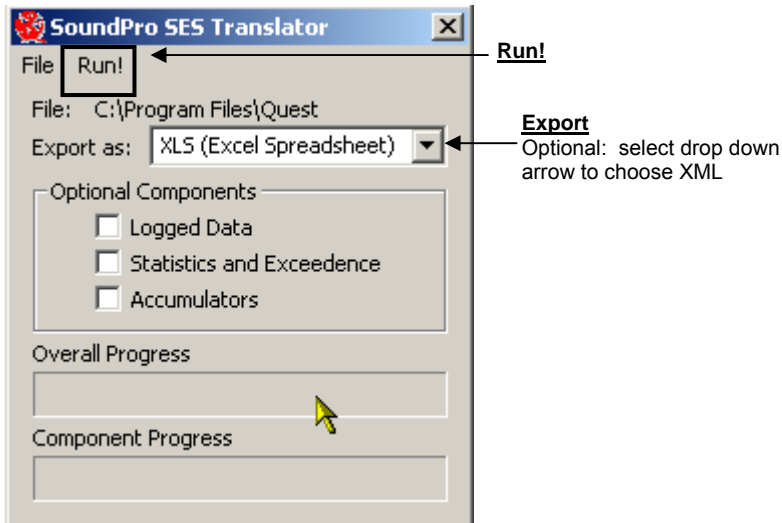 SoundPro SES Translator
File Run!
Run!
File: C:\Program Files\Quest
Export as: XLS (Excel Spreadsheet)
Export
Optional: select drop down
arrow to choose XML
Optional Components
Logged Data
Statistics and Exceedence
Accumulators
Overall Progress
Component Progress